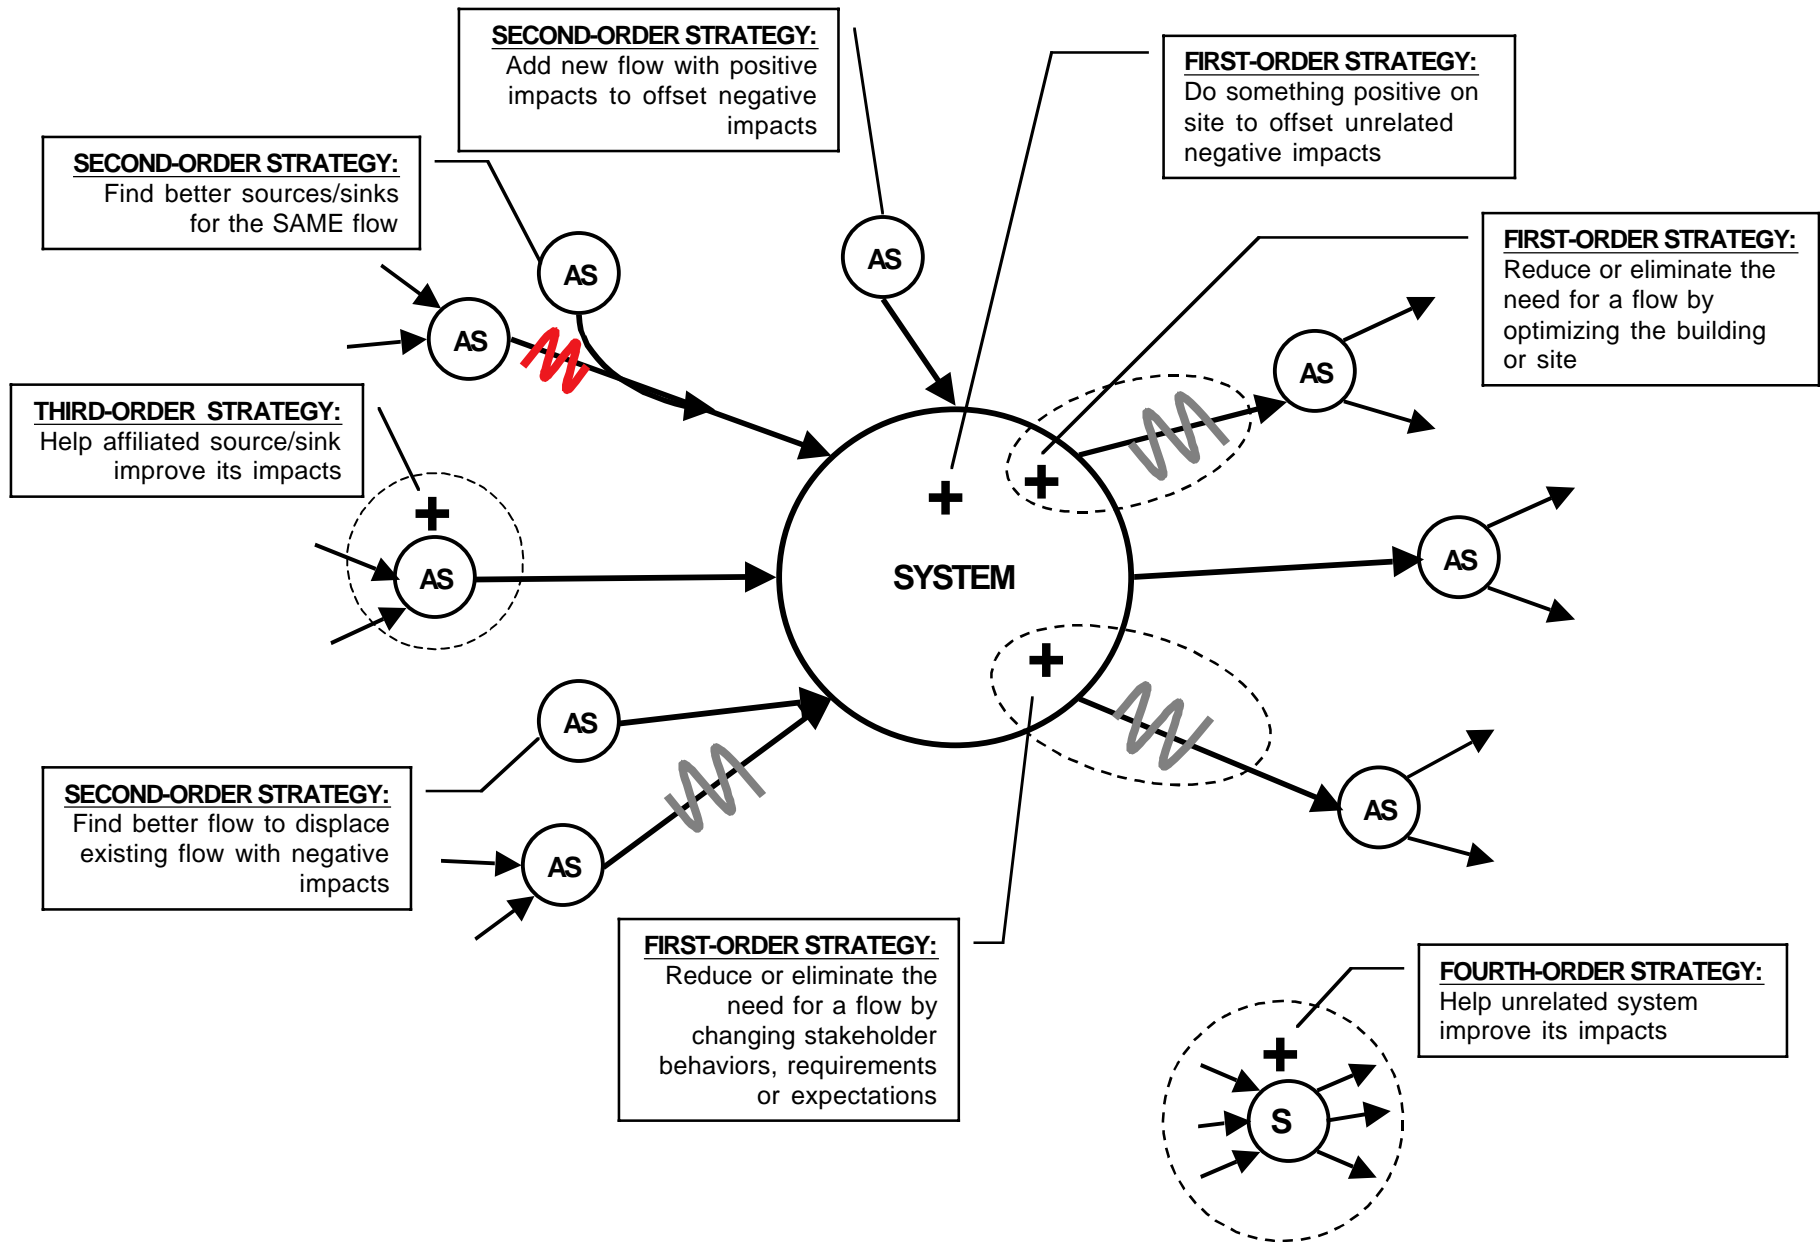 SECOND-ORDER STRATEGY:
Add new flow with positive
impacts to offset negative
impacts
FIRST-ORDER STRATEGY:
Do something positive on
site to offset unrelated
negative impacts
SECOND-ORDER STRATEGY:
Find better sources/sinks
for the SAME flow
FIRST-ORDER STRATEGY:
Reduce or eliminate the
need for a flow by
optimizing the building
or site
AS
AS
AS
AS
THIRD-ORDER STRATEGY:
Help affiliated source/sink
improve its impacts
AS
SYSTEM
AS
AS
AS
AS
SECOND-ORDER STRATEGY:
Find better flow to displace
existing flow with negative
impacts
FIRST-ORDER STRATEGY:
Reduce or eliminate the
need for a flow by
changing stakeholder
behaviors, requirements
or expectations
FOURTH-ORDER STRATEGY:
Help unrelated system
improve its impacts
S